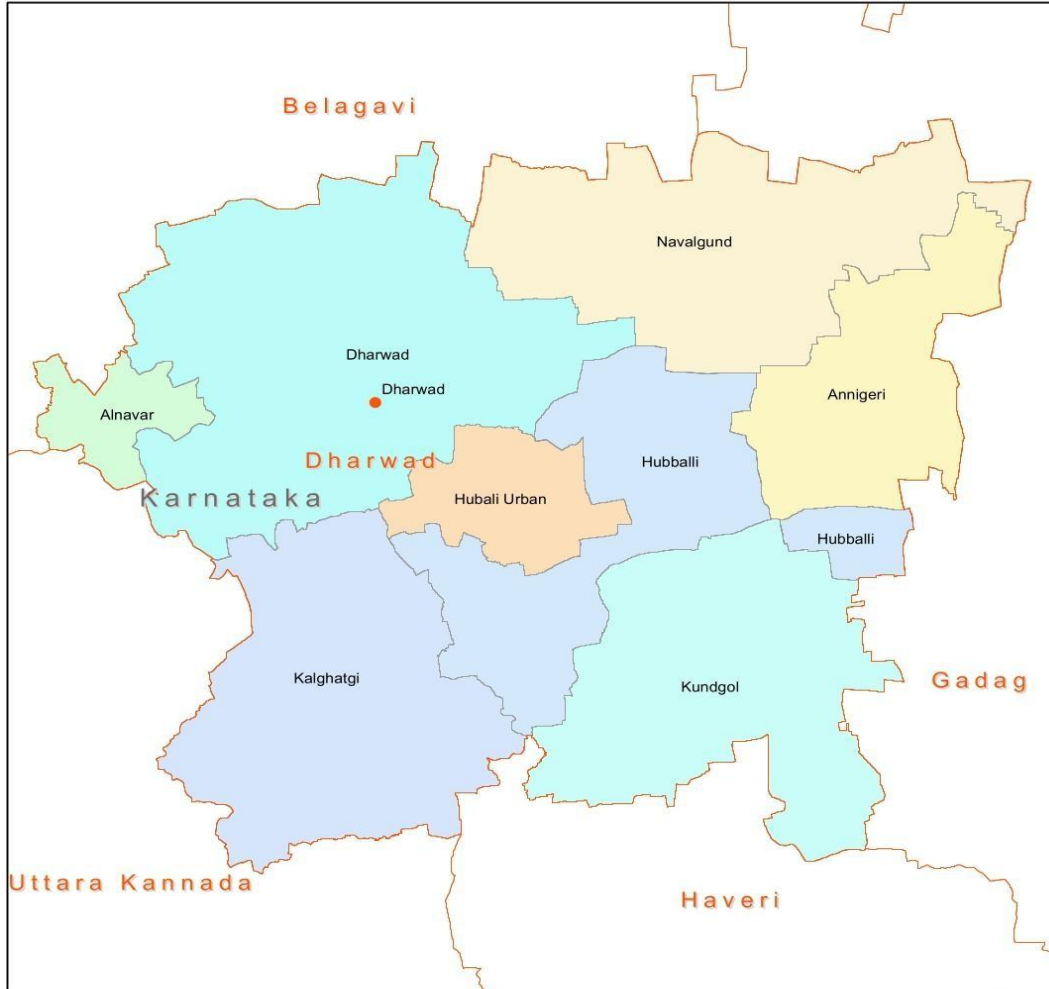 Belagavi
Navalgund
Dharwad
Dharwad
Annigeri
Alnavar
Dharwad
Hubballi
Karnataka
Hubali Urban
Hubballi
Kalghatgi
Kundgol
Gadag
Uttara Kannada
Haveri